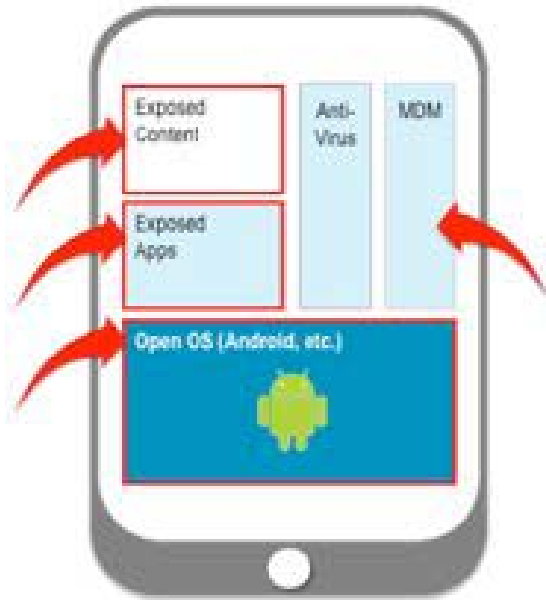 Exposed
Content
Anti-
Virus
MDM
Exposed
Apps
Open OS (Android, etc.)